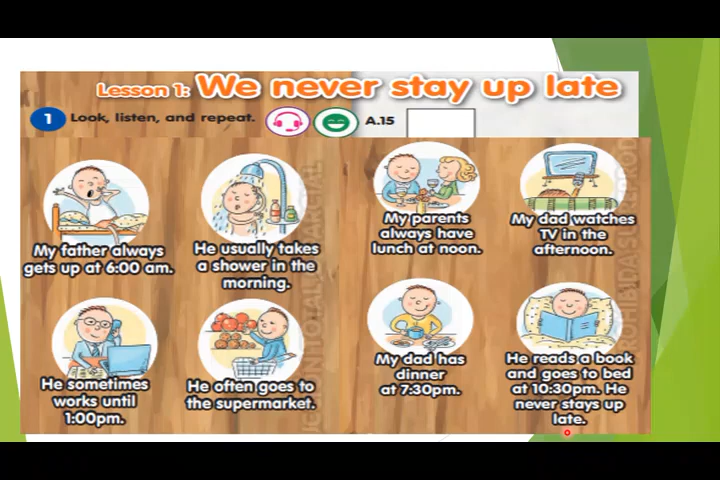 Lesson 1: We never stay up late
1 Look, listen, and repeat. A.15
My father always
gets up at 6:00 am.
He usually takes
a shower in the
morning.
My parents
always have
lunch at noon.
My dad watches
TV in the
afternoon.
He sometimes
works until
1:00pm.
He often goes to
the supermarket.
My dad has
dinner
at 7:30pm.
He reads a book
and goes to bed
at 10:30pm. He
never stays up
late.